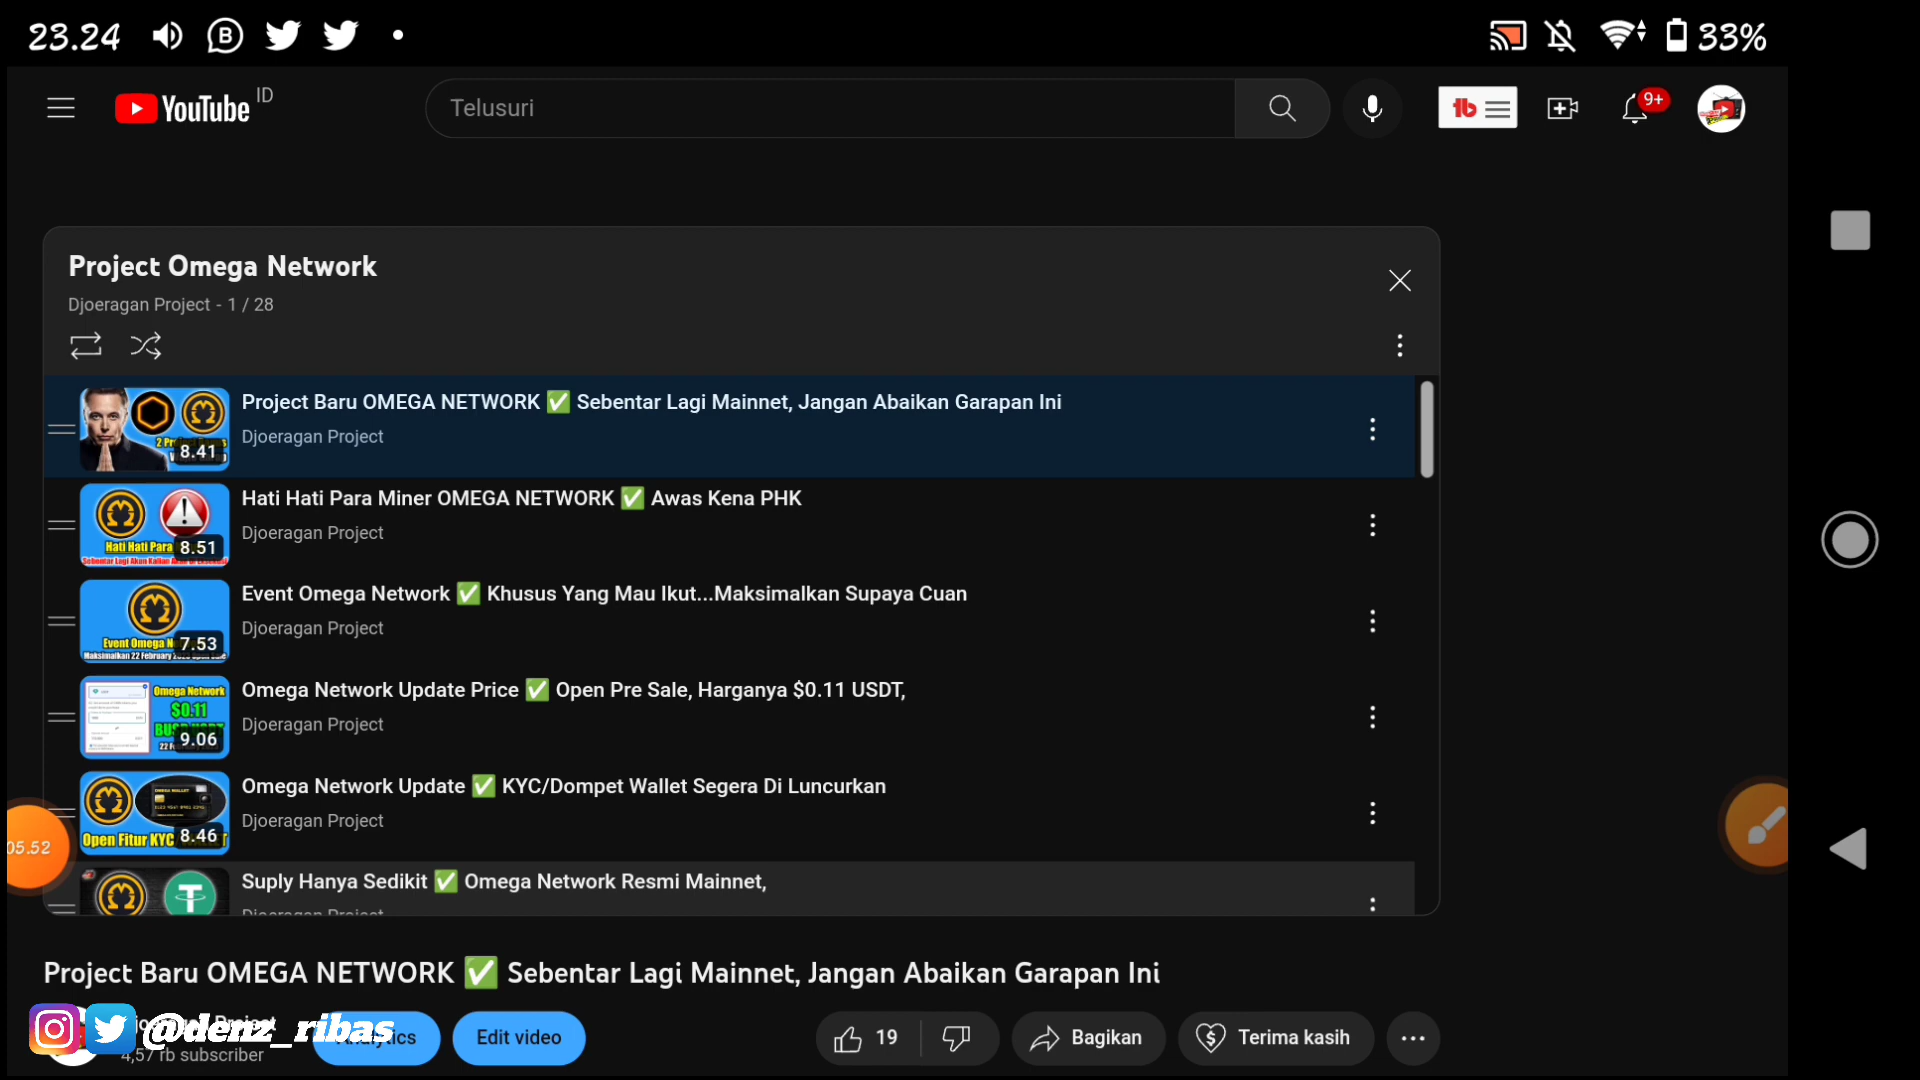 23.24
33%
YouTube ID
Telusuri
9+
Project Omega Network
Djoeragan Project - 1 / 28
Project Baru OMEGA NETWORK ✅ Sebentar Lagi Mainnet, Jangan Abaikan Garapan Ini
Djoeragan Project
8.41
Hati Hati Para Miner OMEGA NETWORK ✅ Awas Kena PHK
Djoeragan Project
Hati Hati Para
8.51
Event Omega Network ✅ Khusus Yang Mau Ikut...Maksimalkan Supaya Cuan
Djoeragan Project
Event Omega
7.53
Omega Network Update Price ✅ Open Pre Sale, Harganya $0.11 USDT,
Djoeragan Project
Omega Network
$0.11
9.06
Omega Network Update ✅ KYC/Dompet Wallet Segera Di Luncurkan
Djoeragan Project
Open Fitur KYC
8.46
05.52
Suply Hanya Sedikit ✅ Omega Network Resmi Mainnet,
Djoeragan Project
Project Baru OMEGA NETWORK ✅ Sebentar Lagi Mainnet, Jangan Abaikan Garapan Ini
@denz_ribas
4,57 rb subscriber
Edit video
19
Bagikan
Terima kasih